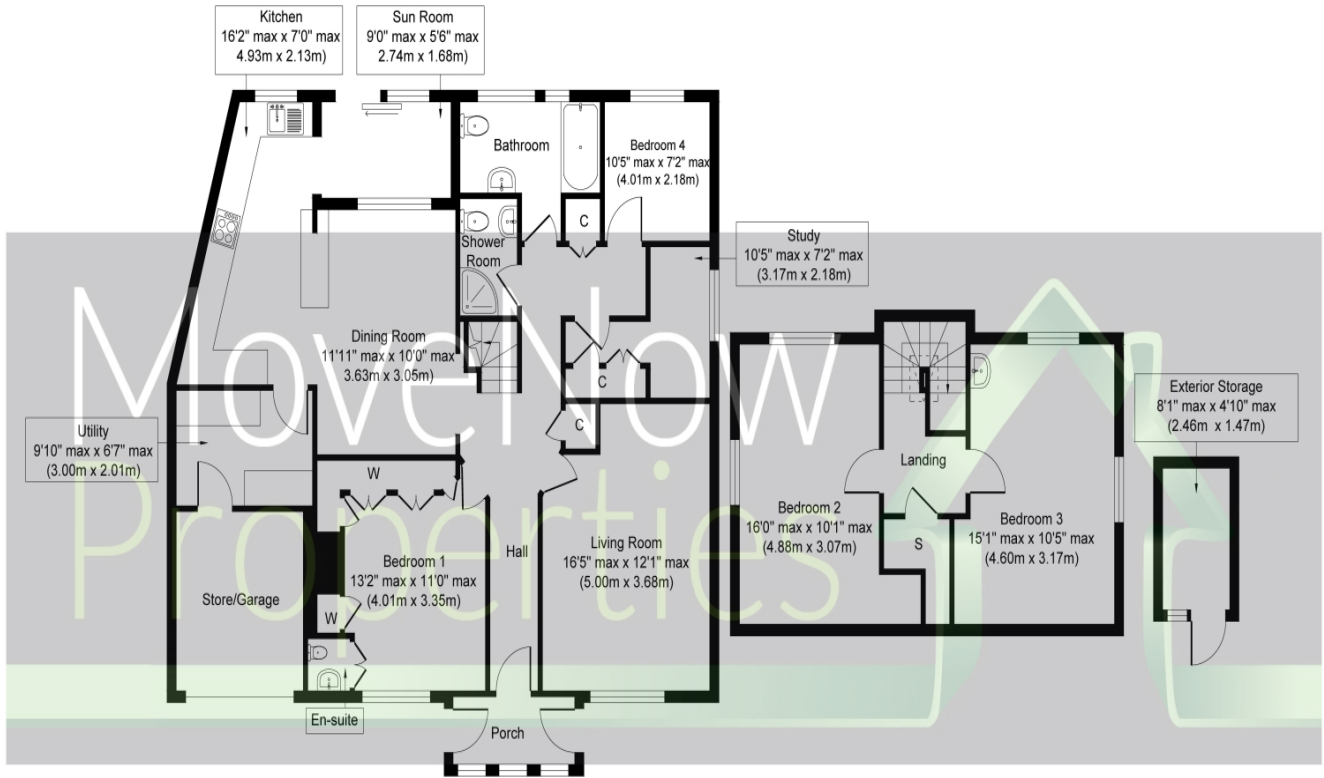 Kitchen
16'2" max x 7'0" max
4.93m x 2.13m)
Sun Room
9'0" max x 5'6" max
2.74m x 1.68m)
Bathroom
Bedroom 4
10'5" max x 7'2" max
(4.01m x 2.18m)
C
Shower
Room
Study
10'5" max x 7'2" max
(3.17m x 2.18m)
Dining Room
11'11" max x 10'0" max
3.63m x 3.05m)
C
C
Utility
9'10" max x 6'7" max
(3.00m x 2.01m)
W
Exterior Storage
8'1" max x 4'10" max
(2.46m x 1.47m)
Landing
Bedroom 2
16'0" max x 10'1" max
(4.88m x 3.07m)
Bedroom 3
15'1" max x 10'5" max
(4.60m x 3.17m)
S
Hall
Living Room
16'5" max x 12'1" max
(5.00m x 3.68m)
Bedroom 1
13'2" max x 11'0" max
(4.01m x 3.35m)
Store/Garage
W
En-suite
Porch
MoveNow
Properties